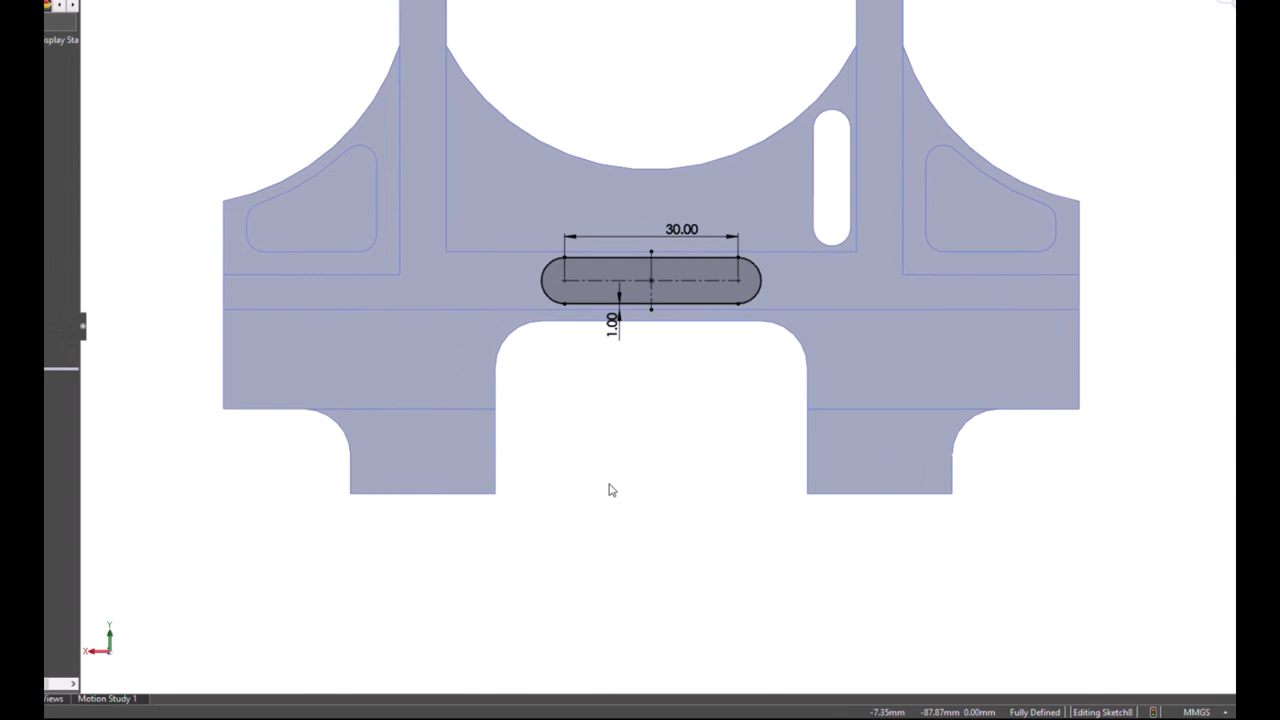 isplay Sta
30.00
1.00
Y
X
iews Motion Study 1
-7.35mm -87.87mm 0.00mm Fully Defined Editing Sketch8 MMGS